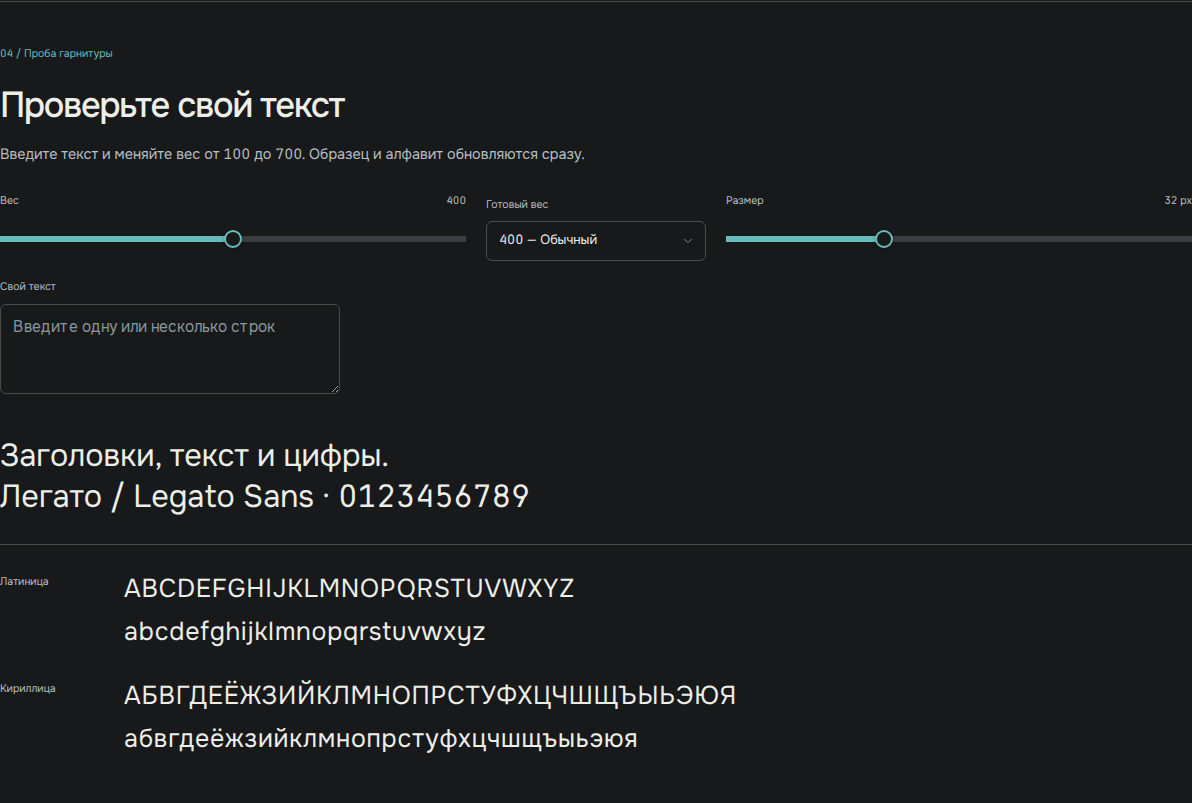 04 / Проба гарнитуры
Проверьте свой текст
Введите текст и меняйте вес от 100 до 700. Образец и алфавит обновляются сразу.
Вес 400
Готовый вес
400 — Обычный
Размер 32 px
Свой текст
Введите одну или несколько строк
Заголовки, текст и цифры.
Легато / Legato Sans · 0123456789
Латиница
ABCDEFGHIJKLMNOPQRSTUVWXYZ
abcdefghijklmnopqrstuvwxyz
Кириллица
АБВГДЕЁЖЗИЙКЛМНОПРСТУФХЦЧШЩЪЫЬЭЮЯ
абвгдеёжзийклмнопрстуфхцчшщъыьэюя